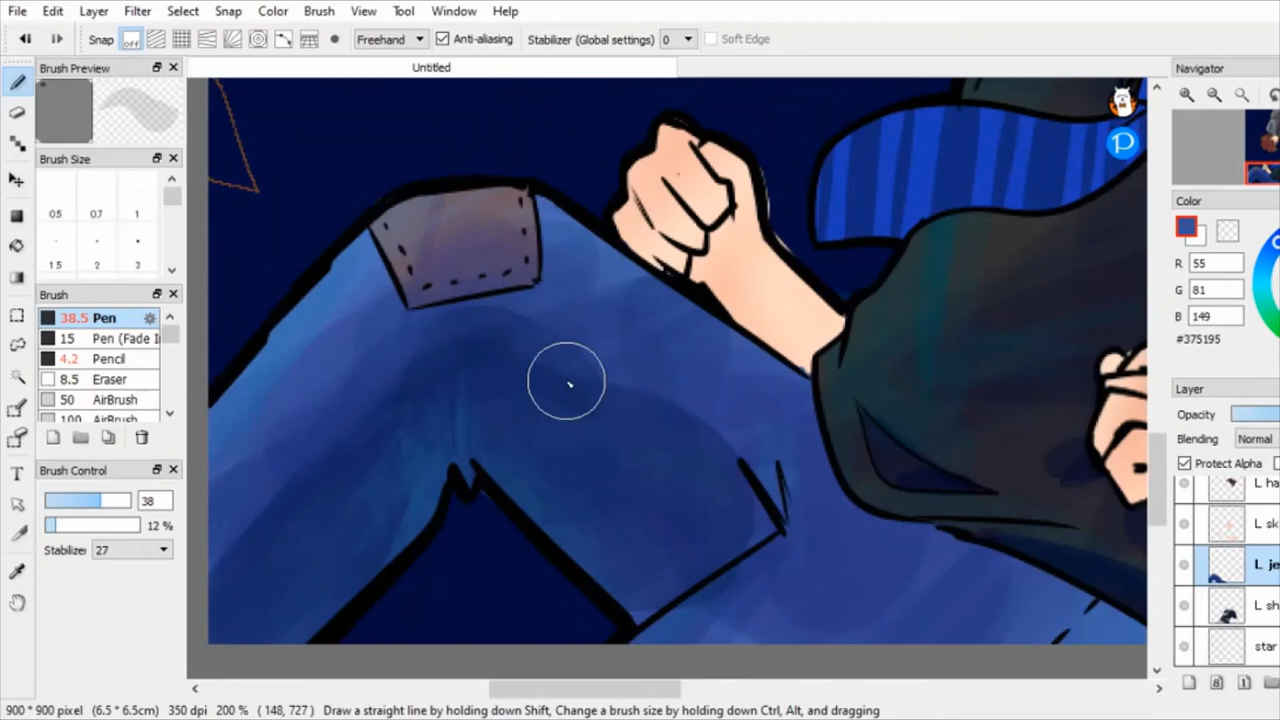 File Edit Layer Filter Select Snap Color Brush View Tool Window Help
Snap off Freehand Anti-aliasing Stabilizer (Global settings) 0 Soft Edge
Brush Preview
Untitled
Navigator
Brush Size
0.5 0.7 1
1.5 2 3
Brush
38.5 Pen
15 Pen (Fade I
4.2 Pencil
8.5 Eraser
50 AirBrush
100 AirBrush
Brush Control
38
12 %
Stabilizer 27
P
Color
R 55
G 81
B 149
#375195
Layer
Opacity
Blending Normal
Protect Alpha
L ha
L sk
L je
L sh
star
900 * 900 pixel (6.5 * 6.5cm) 350 dpi 200 % ( 148, 727 ) Draw a straight line by holding down Shift, Change a brush size by holding down Ctrl, Alt, and dragging